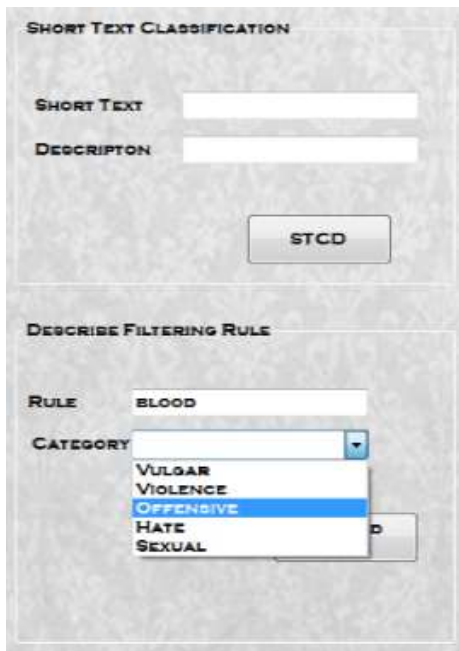 Short Text Classification
Short Text
Descripton
STCD
Describe Filtering Rule
Rule BLOOD
Category
Vulgar
Violence
Offensive
Hate
Sexual